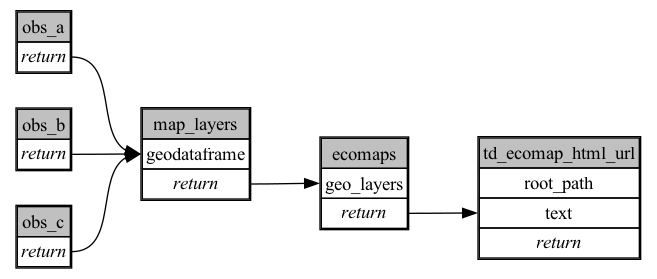 obs_a
return
obs_b
return
obs_c
return
map_layers
geodataframe
return
ecomaps
geo_layers
return
td_ecomap_html_url
root_path
text
return